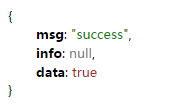 {
msg: "success",
info: null,
data: true
}